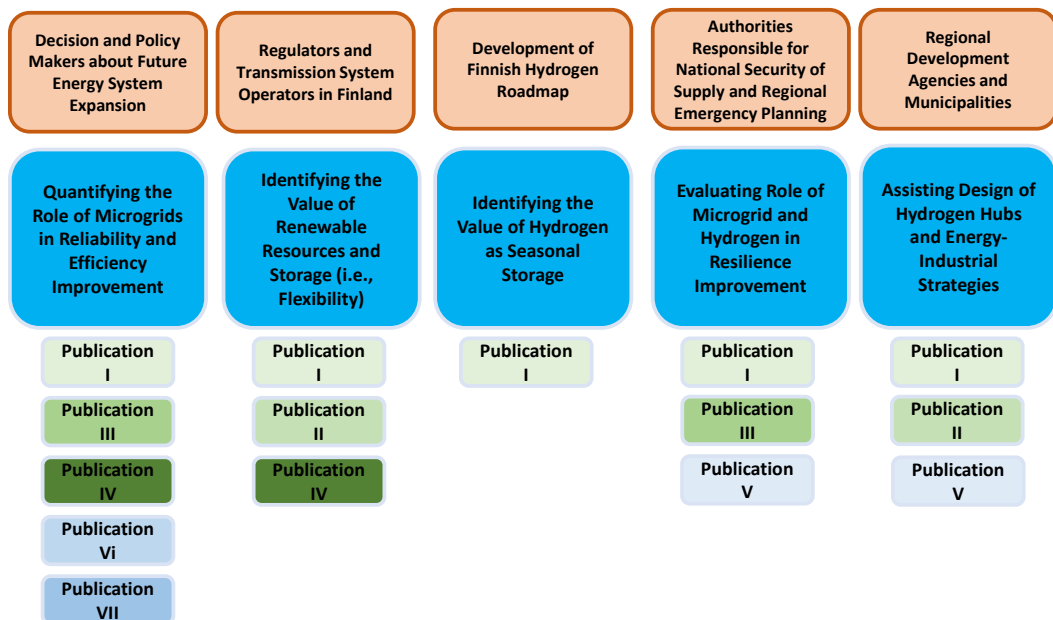 Decision and Policy
Makers about Future
Energy System
Expansion
Regulators and
Transmission System
Operators in Finland
Development of
Finnish Hydrogen
Roadmap
Authorities
Responsible for
National Security of
Supply and Regional
Emergency Planning
Regional
Development
Agencies and
Municipalities
Quantifying the
Role of Microgrids
in Reliability and
Efficiency
Improvement
Identifying the
Value of
Renewable
Resources and
Storage (i.e.,
Flexibility)
Identifying the
Value of Hydrogen
as Seasonal
Storage
Evaluating Role of
Microgrid and
Hydrogen in
Resilience
Improvement
Assisting Design of
Hydrogen Hubs
and Energy-
Industrial
Strategies
Publication
I
Publication
III
Publication
IV
Publication
Vi
Publication
VII
Publication
I
Publication
II
Publication
IV
Publication
I
Publication
I
Publication
III
Publication
V
Publication
I
Publication
II
Publication
V